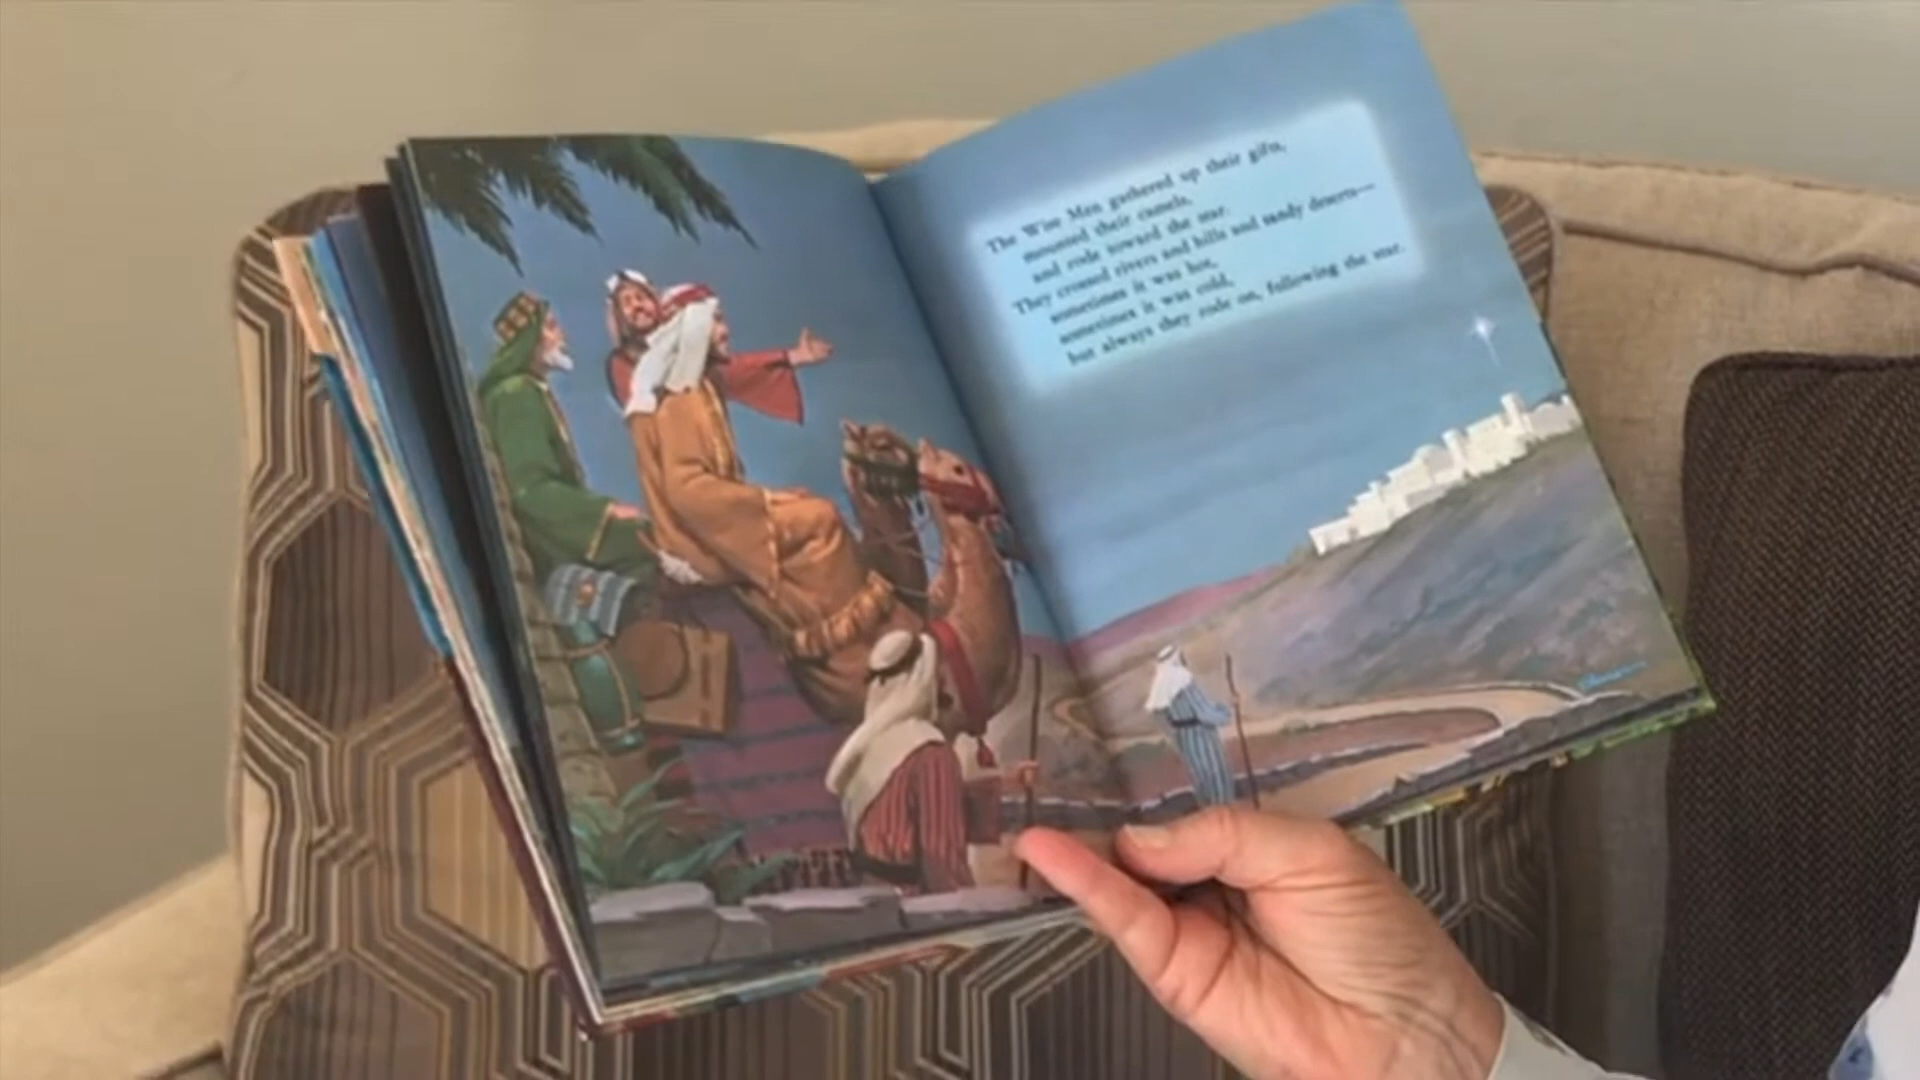 The Wise Men gathered up their gifts,
mounted their camels,
and rode toward the star.
They crossed rivers and hills and sandy deserts—
sometimes it was hot,
sometimes it was cold,
but always they rode on, following the star.